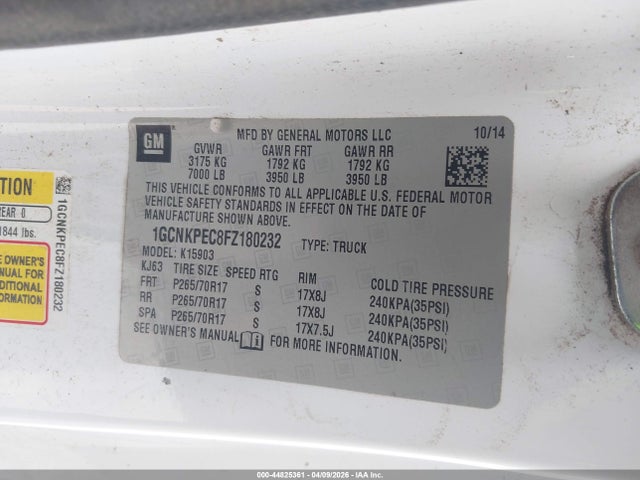 GM
MFD BY GENERAL MOTORS LLC 10/14
GVWR GAWR FRT GAWR RR
3175 KG 1792 KG 1792 KG
7000 LB 3950 LB 3950 LB
THIS VEHICLE CONFORMS TO ALL APPLICABLE U.S. FEDERAL MOTOR
VEHICLE SAFETY STANDARDS IN EFFECT ON THE DATE OF
MANUFACTURE SHOWN ABOVE.
1GCNKPEC8FZ180232 TYPE: TRUCK
MODEL: K15903
KJ63 TIRE SIZE SPEED RTG RIM COLD TIRE PRESSURE
FRT P265/70R17 S 17X8J 240KPA(35PSI)
RR P265/70R17 S 17X8J 240KPA(35PSI)
SPA P265/70R17 S 17X7.5J 240KPA(35PSI)
SEE OWNER'S MANUAL FOR MORE INFORMATION.
TION
REAR 0
1844 lbs.
E OWNER'S
ANUAL FOR
DDITIONAL
ORMATION
1GCNKPEC8FZ180232
000-44825361 - 04/09/2026 - IAA Inc.